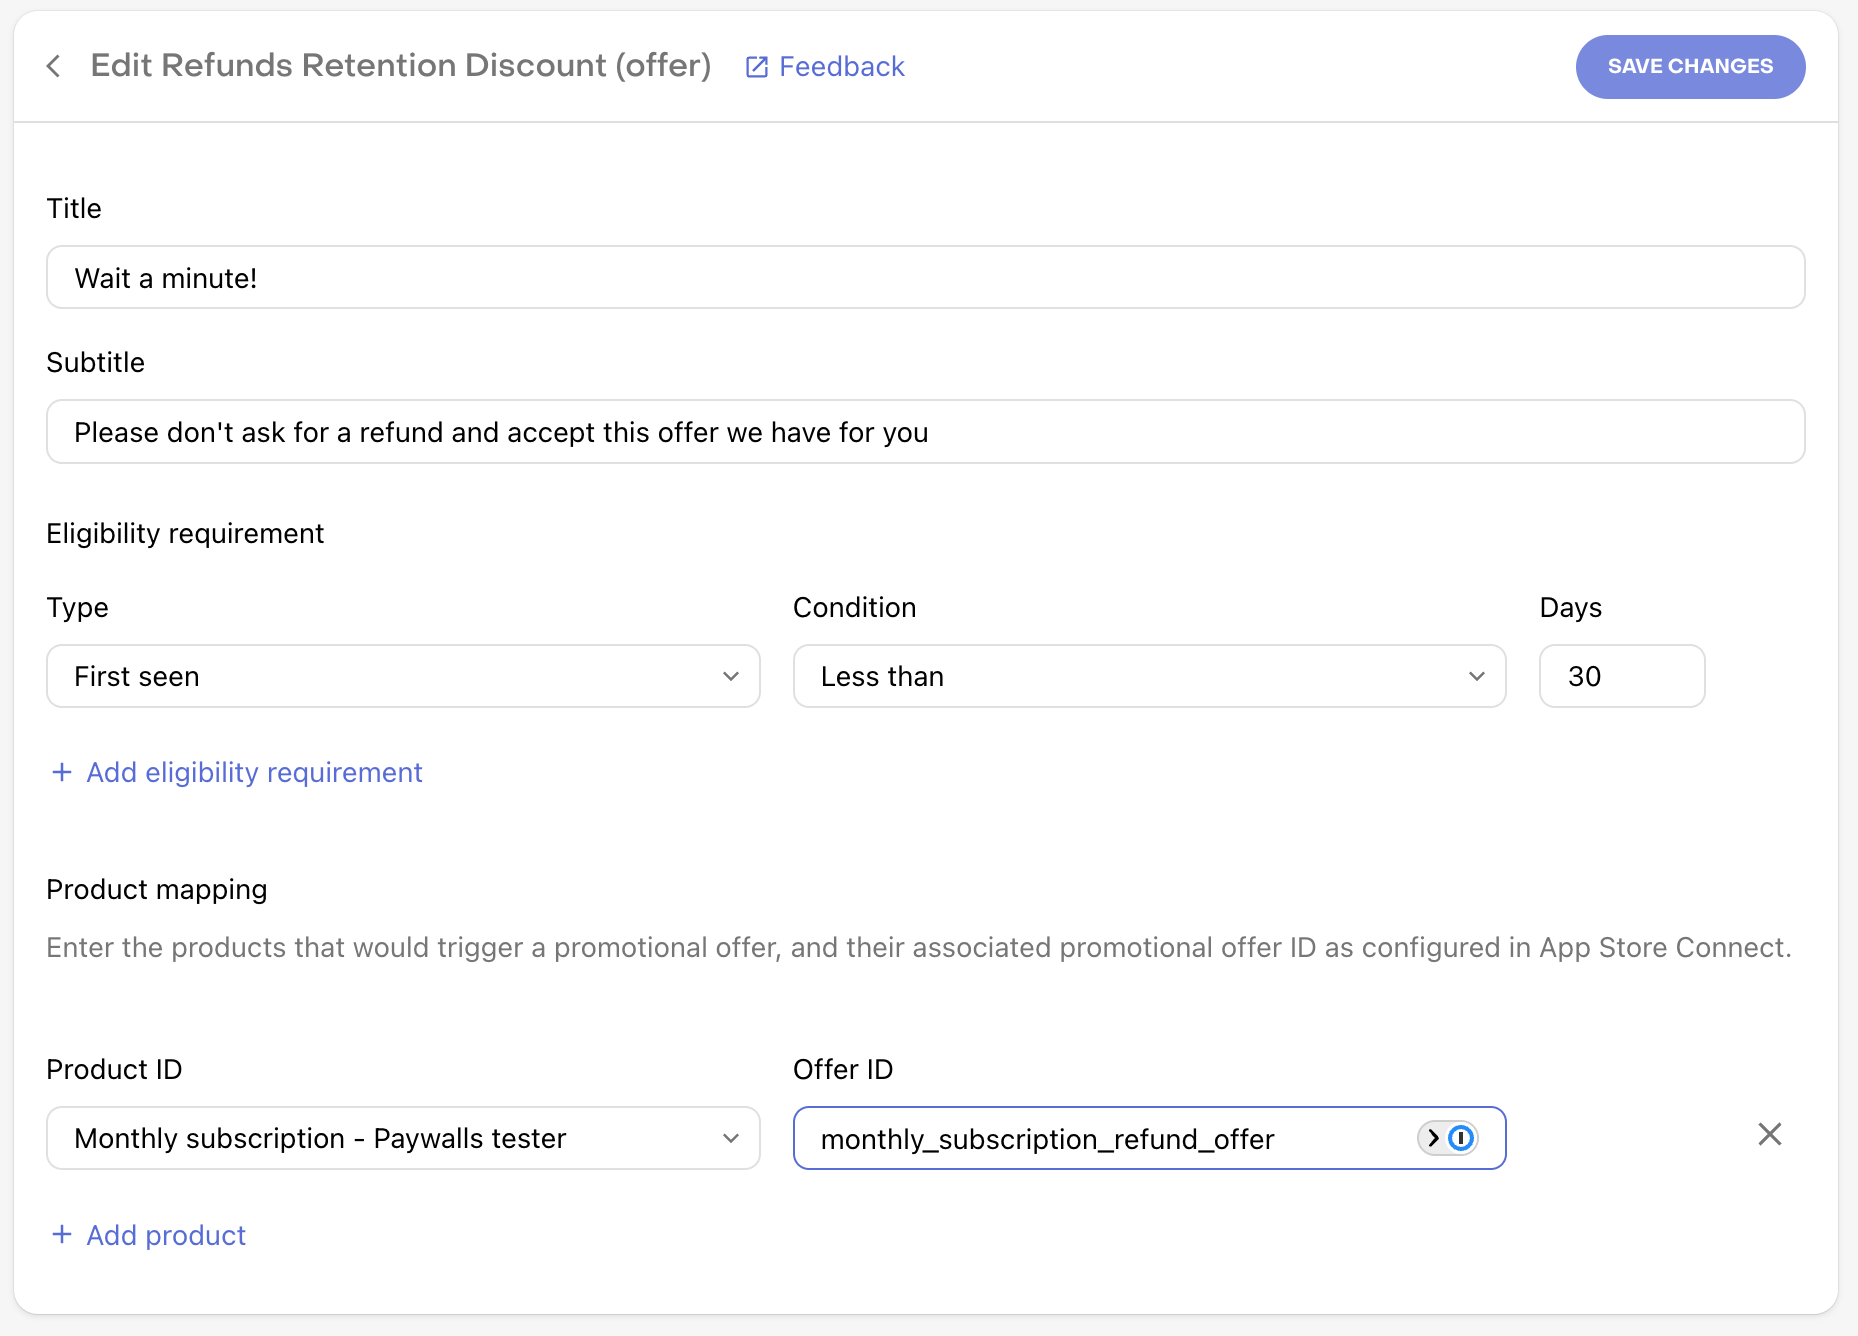 Edit Refunds Retention Discount (offer) Feedback SAVE CHANGES
Title
Wait a minute!
Subtitle
Please don't ask for a refund and accept this offer we have for you
Eligibility requirement
Type Condition Days
First seen Less than 30
+ Add eligibility requirement
Product mapping
Enter the products that would trigger a promotional offer, and their associated promotional offer ID as configured in App Store Connect.
Product ID Offer ID
Monthly subscription - Paywalls tester monthly_subscription_refund_offer
+ Add product